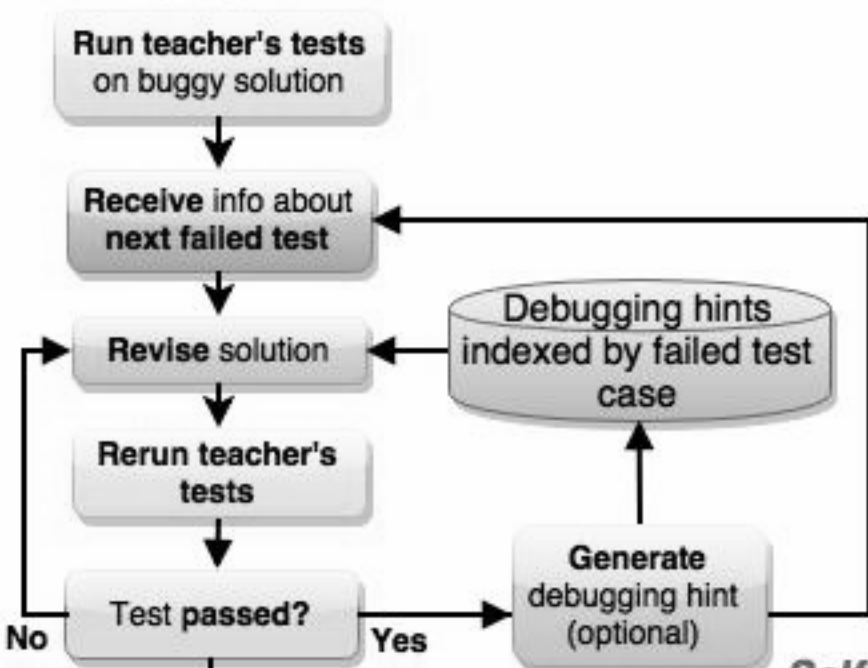 Run teacher's tests
on buggy solution
Receive info about
next failed test
Debugging hints
indexed by failed test
case
Revise solution
Rerun teacher's
tests
Generate
debugging hint
(optional)
Test passed?
No
Yes